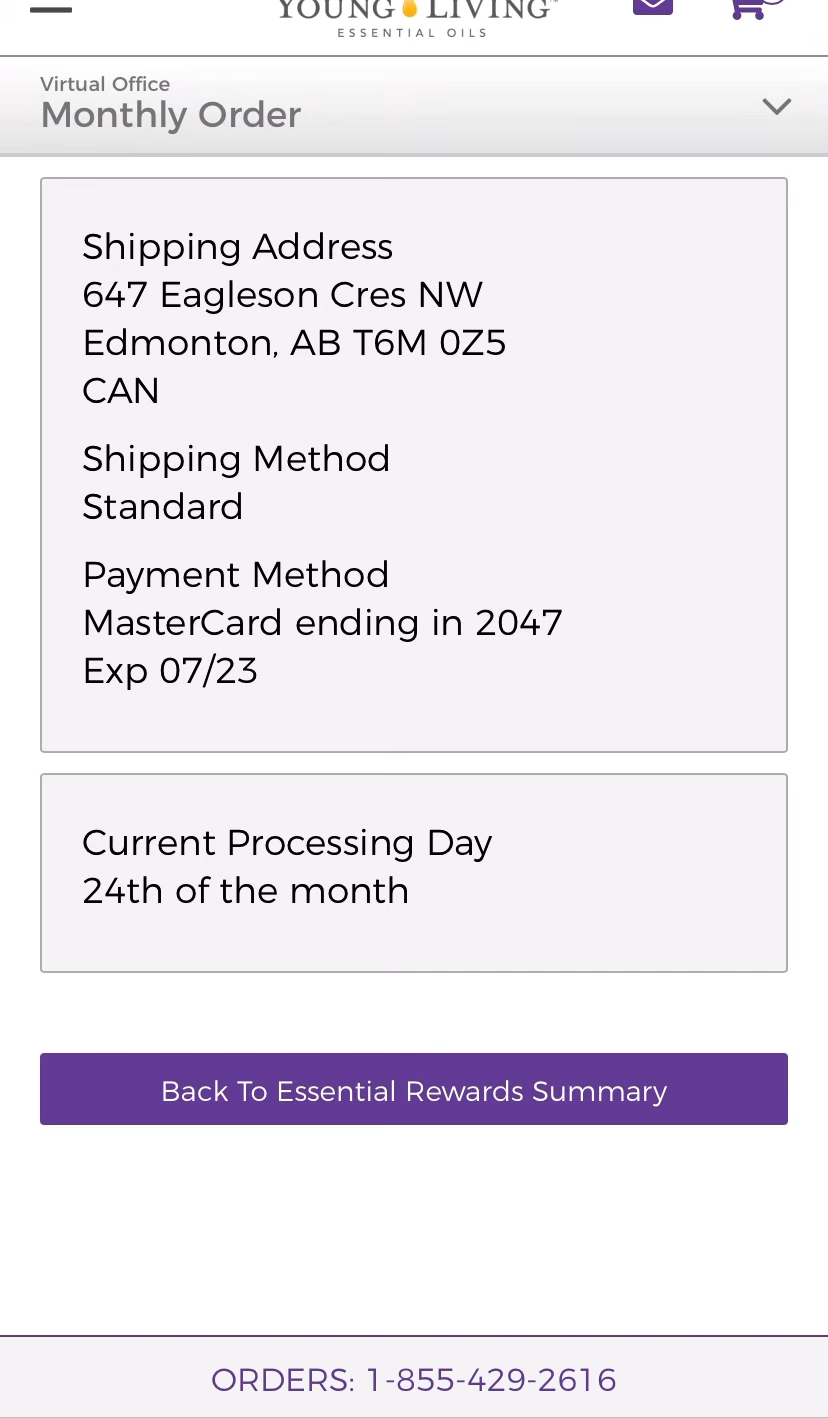 YOUNG LIVING™
ESSENTIAL OILS
Virtual Office
Monthly Order
Shipping Address
647 Eagleson Cres NW
Edmonton, AB T6M 0Z5
CAN
Shipping Method
Standard
Payment Method
MasterCard ending in 2047
Exp 07/23
Current Processing Day
24th of the month
Back To Essential Rewards Summary
ORDERS: 1-855-429-2616